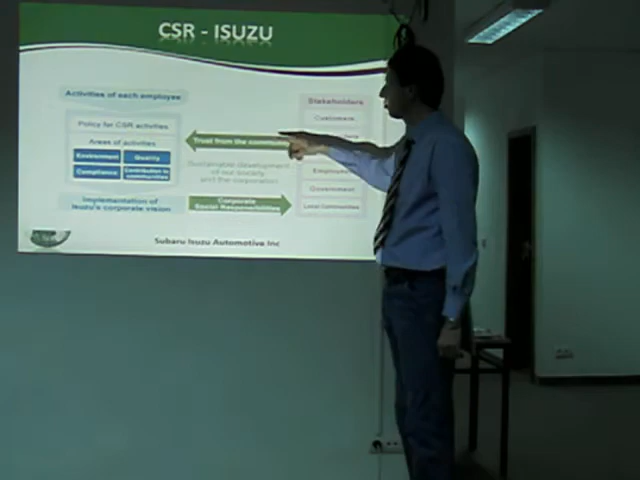 CSR - ISUZU
Activities of each employee
Policy for CSR activities
Areas of activities
Environment
Quality
Compliance
Contribution to communities
Implementation of
Isuzu's corporate vision
Trust from the
Sustainable development
of our society
and the corporation
Corporate
Social Responsibilities
Stakeholders
Customers
Government
Local Communities
Subaru Isuzu Automotive Inc